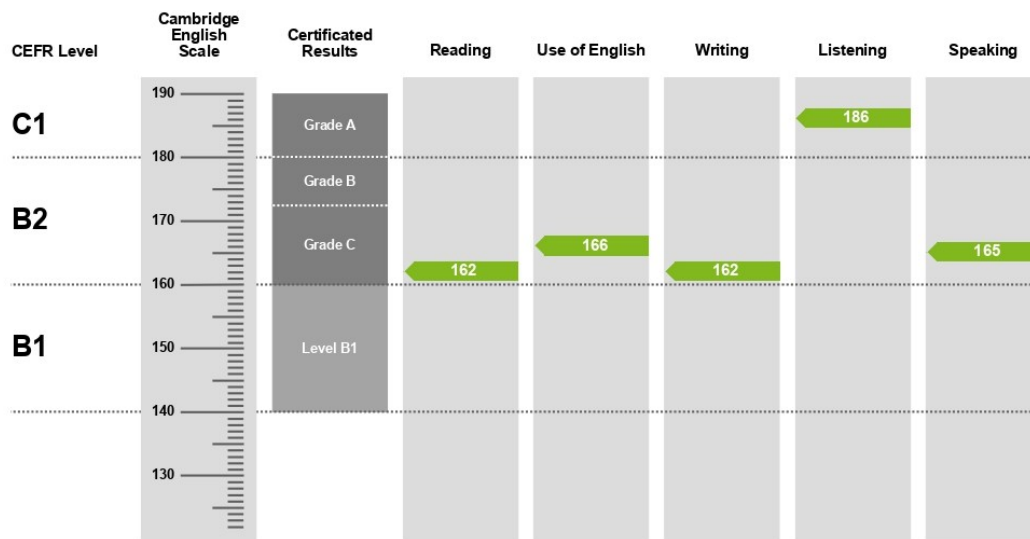 CEFR Level
Cambridge
English
Scale
Certificated
Results
Reading
Use of English
Writing
Listening
Speaking
190
C1
Grade A
186
180
Grade B
B2
170
Grade C
166
165
162
162
160
B1
150
Level B1
140
130